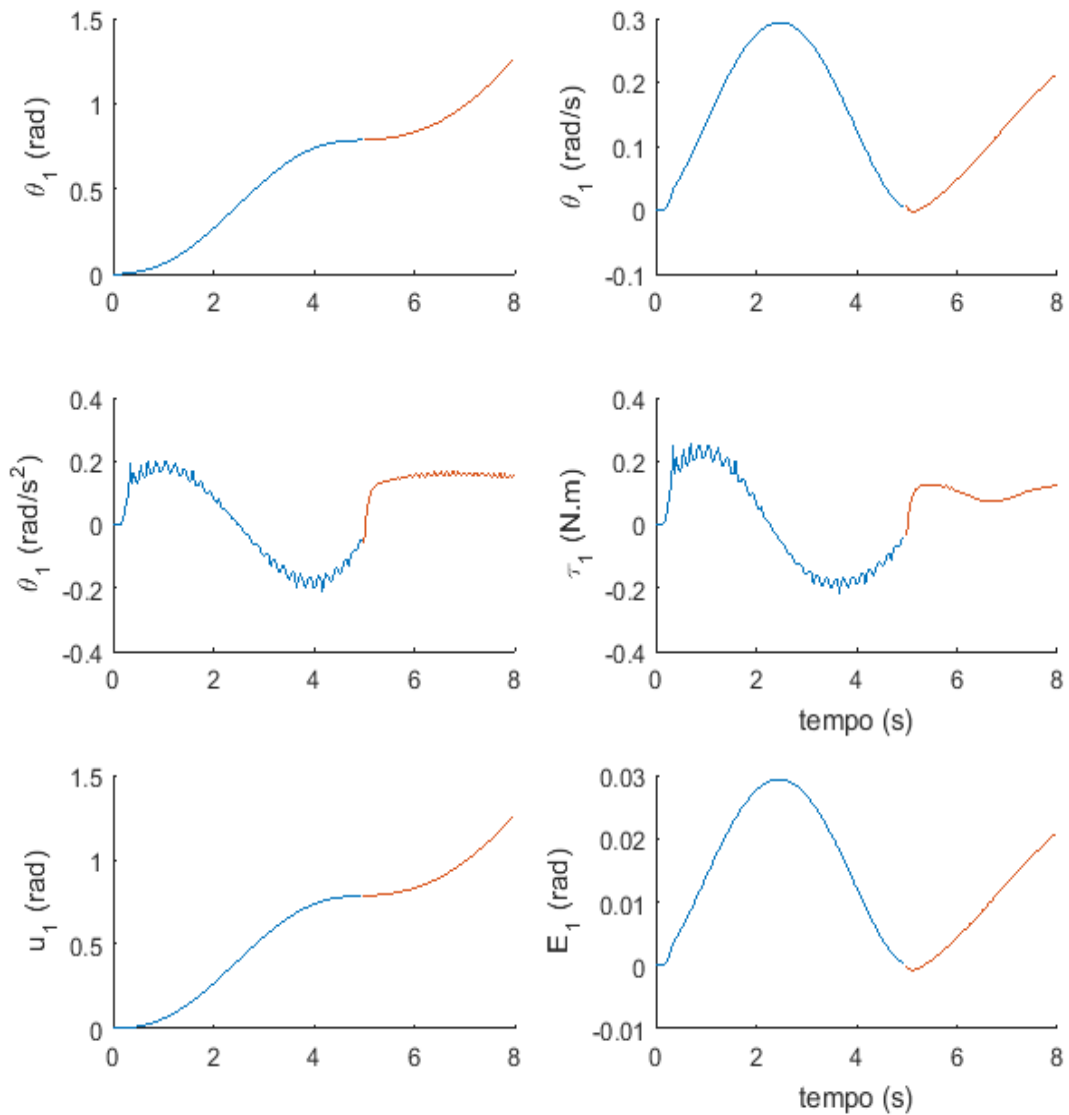 1.5
1
0.5
0
θ₁ (rad)
0 2 4 6 8
0.3
0.2
0.1
0
-0.1
θ₁ (rad/s)
0 2 4 6 8
0.4
0.2
0
-0.2
-0.4
θ₁ (rad/s²)
0 2 4 6 8
0.4
0.2
0
-0.2
-0.4
τ₁ (N.m)
0 2 4 6 8
tempo (s)
1.5
1
0.5
0
u₁ (rad)
0 2 4 6 8
0.03
0.02
0.01
0
-0.01
E₁ (rad)
0 2 4 6 8
tempo (s)